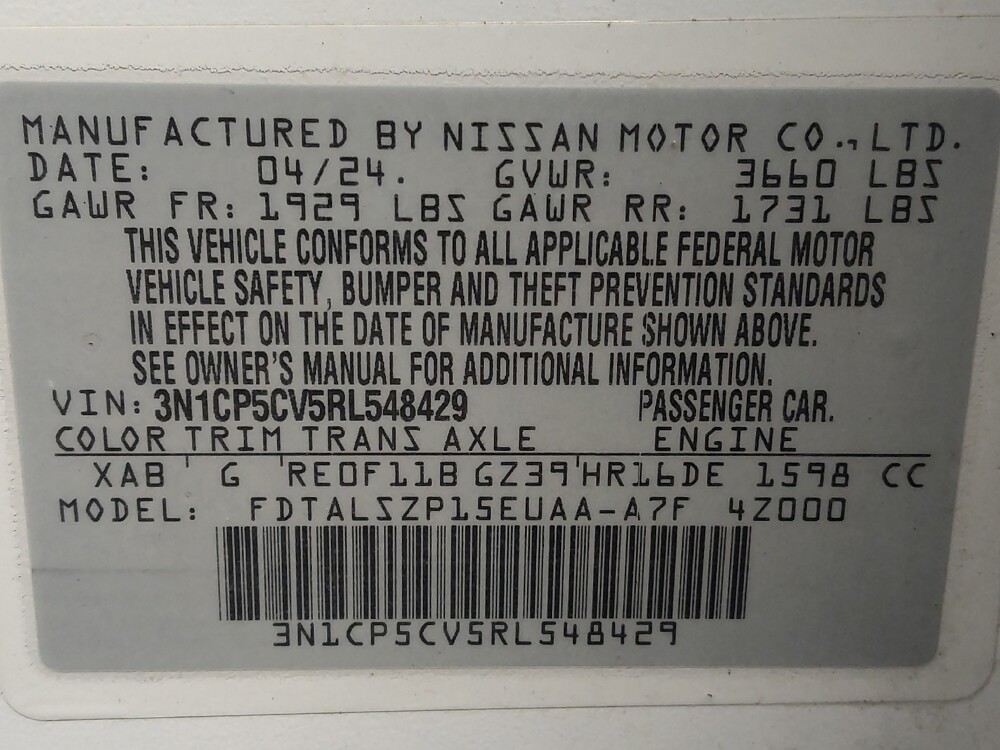 MANUFACTURED BY NISSAN MOTOR CO., LTD.
DATE: 04/24. GVWR: 3660 LBS
GAWR FR: 1929 LBS GAWR RR: 1731 LBS
THIS VEHICLE CONFORMS TO ALL APPLICABLE FEDERAL MOTOR
VEHICLE SAFETY, BUMPER AND THEFT PREVENTION STANDARDS
IN EFFECT ON THE DATE OF MANUFACTURE SHOWN ABOVE.
SEE OWNER'S MANUAL FOR ADDITIONAL INFORMATION.
VIN: 3N1CP5CV5RL548429 PASSENGER CAR.
COLOR TRIM TRANS AXLE ENGINE
XAB G RE0F11B GZ39 HR16DE 1598 CC
MODEL: FDTALSZP15EUAA-A7F 4Z000
3N1CP5CV5RL548429